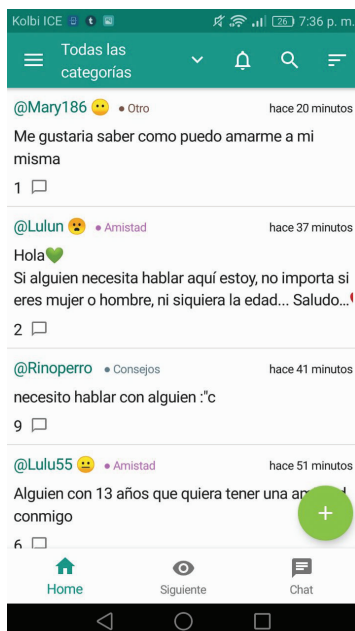 Kolbi ICE 26 7:36 p. m.
Todas las
categorías
@Mary186 • Otro hace 20 minutos
Me gustaria saber como puedo amarme a mi
misma
1
@Lulun • Amistad hace 37 minutos
Hola
Si alguien necesita hablar aquí estoy, no importa si
eres mujer o hombre, ni siquiera la edad... Saludo...
2
@Rinoperro • Consejos hace 41 minutos
necesito hablar con alguien :"c
9
@Lulu55 • Amistad hace 51 minutos
Alguien con 13 años que quiera tener una
conmigo
6
Home Siguiente Chat